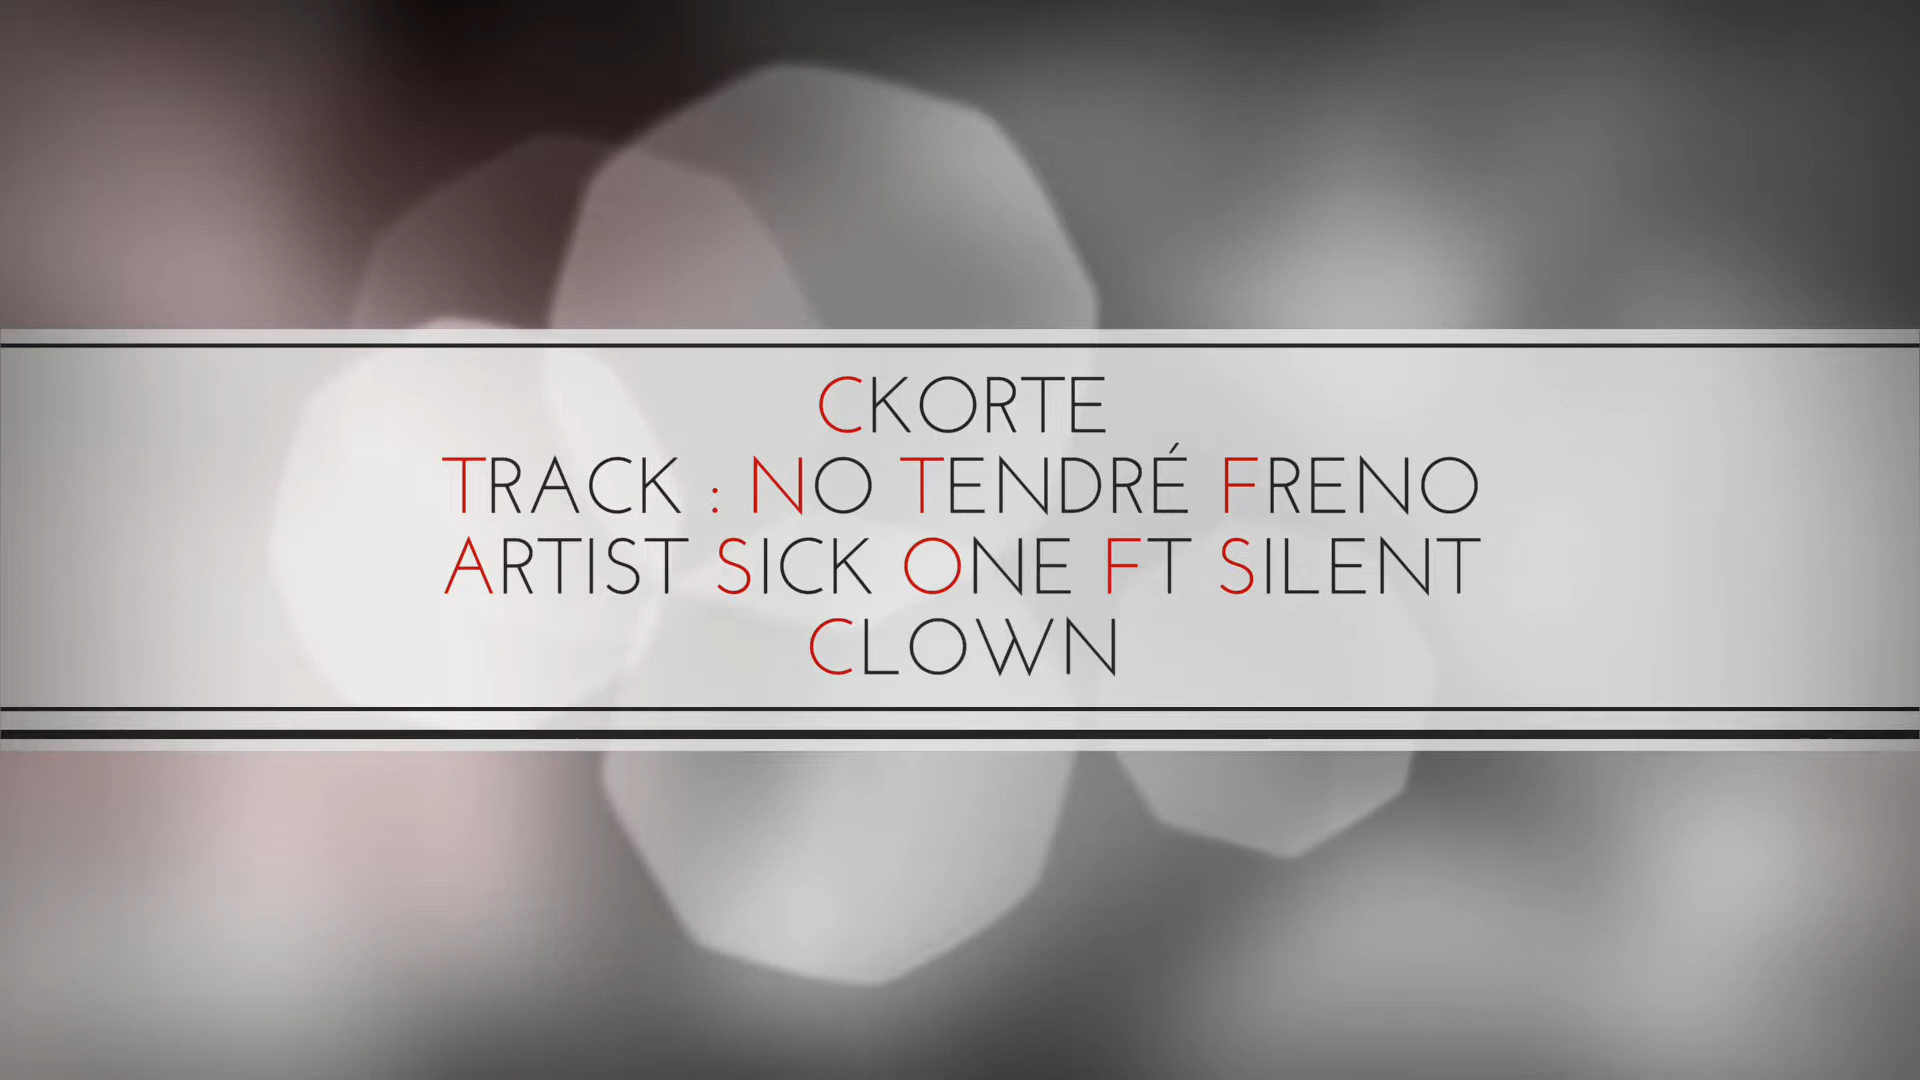 CKORTE
TRACK : NO TENDRÉ FRENO
ARTIST SICK ONE FT SILENT
CLOWN